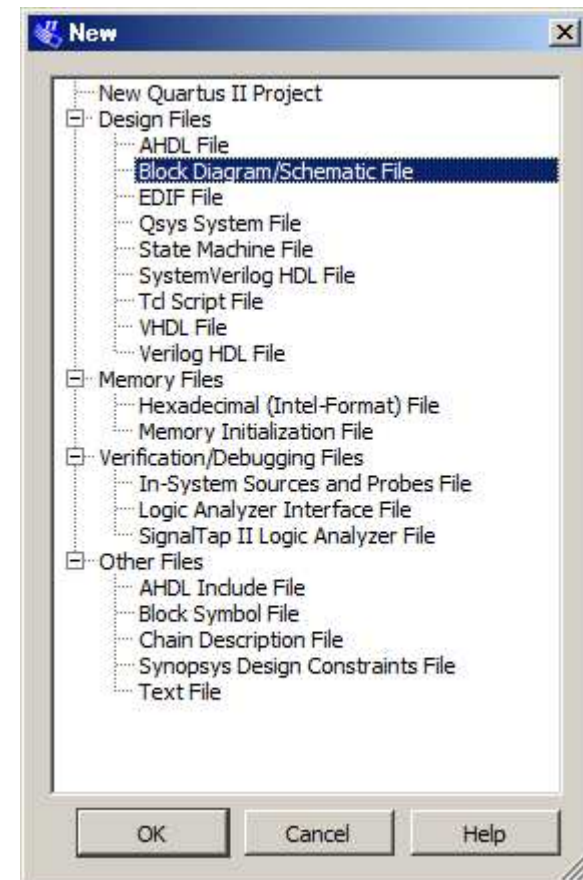 New
New Quartus II Project
Design Files
AHDL File
Block Diagram/Schematic File
EDIF File
Qsys System File
State Machine File
SystemVerilog HDL File
Tcl Script File
VHDL File
Verilog HDL File
Memory Files
Hexadecimal (Intel-Format) File
Memory Initialization File
Verification/Debugging Files
In-System Sources and Probes File
Logic Analyzer Interface File
SignalTap II Logic Analyzer File
Other Files
AHDL Include File
Block Symbol File
Chain Description File
Synopsys Design Constraints File
Text File
OK Cancel Help